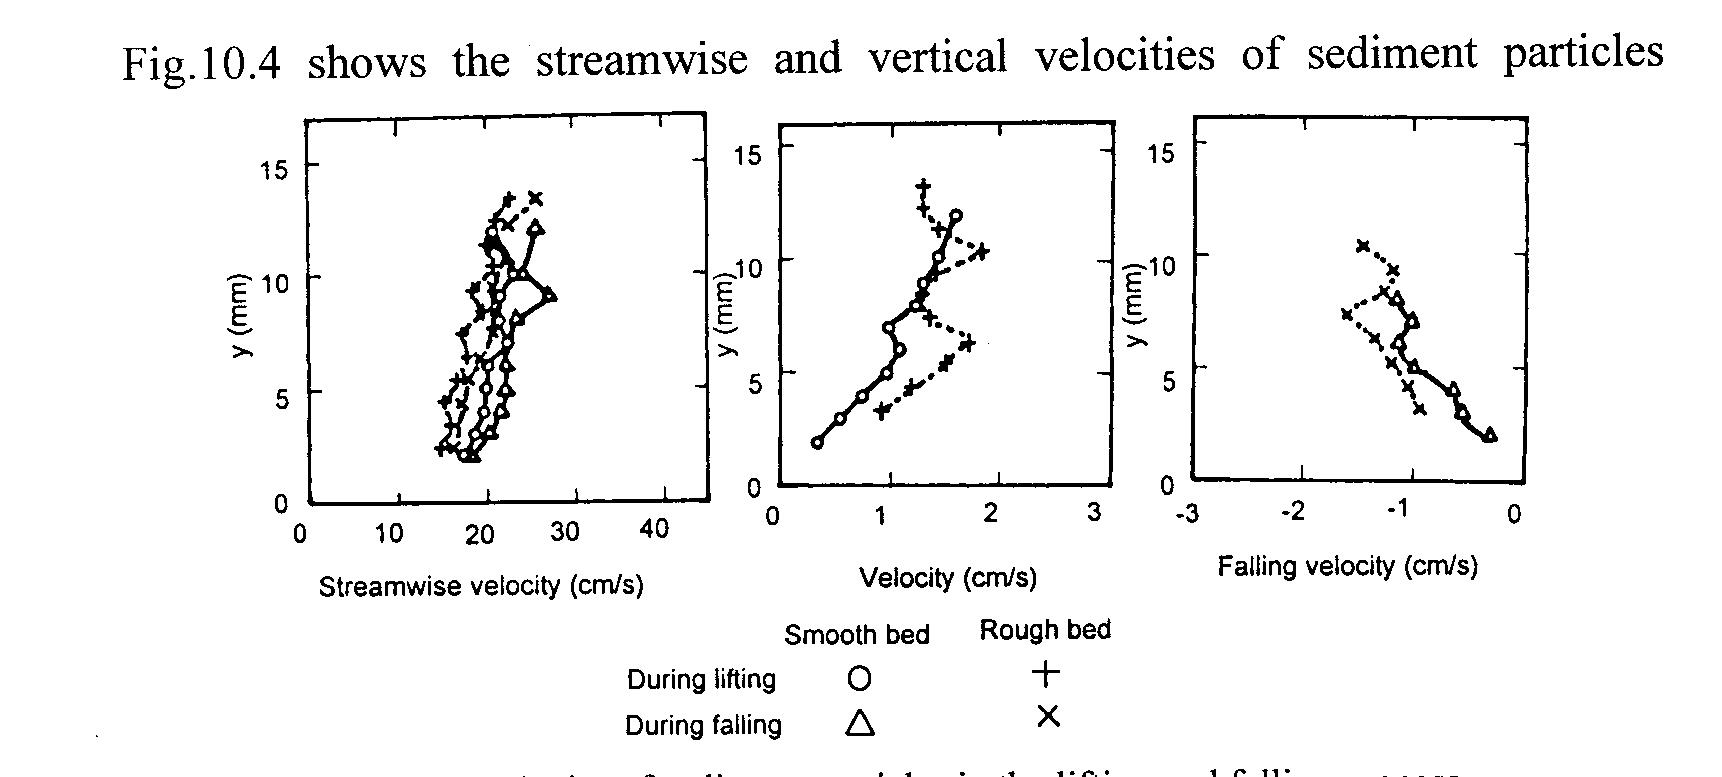 Fig.10.4 shows the streamwise and vertical velocities of sediment particles
15
10
5
0
y (mm)
0 10 20 30 40
Streamwise velocity (cm/s)
15
10
5
0
y (mm)
0 1 2 3
Velocity (cm/s)
15
10
5
0
y (mm)
-3 -2 -1 0
Falling velocity (cm/s)
Smooth bed Rough bed
During lifting
During falling